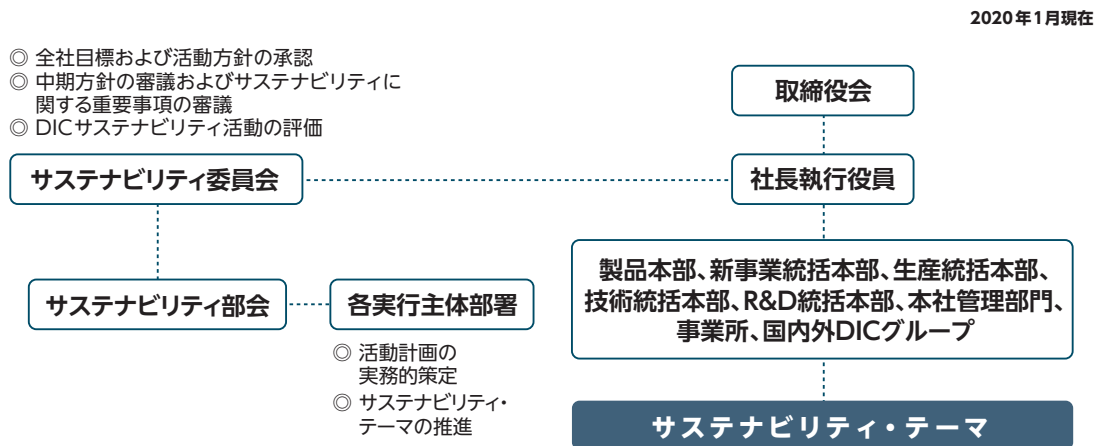 2020年1月現在
◎ 全社目標および活動方針の承認
◎ 中期方針の審議およびサステナビリティに
関する重要事項の審議
◎ DICサステナビリティ活動の評価
取締役会
サステナビリティ委員会
社長執行役員
サステナビリティ部会
各実行主体部署
◎ 活動計画の
実務的策定
◎ サステナビリティ・
テーマの推進
製品本部、新事業統括本部、生産統括本部、
技術統括本部、R&D統括本部、本社管理部門、
事業所、国内外DICグループ
サステナビリティ・テーマ